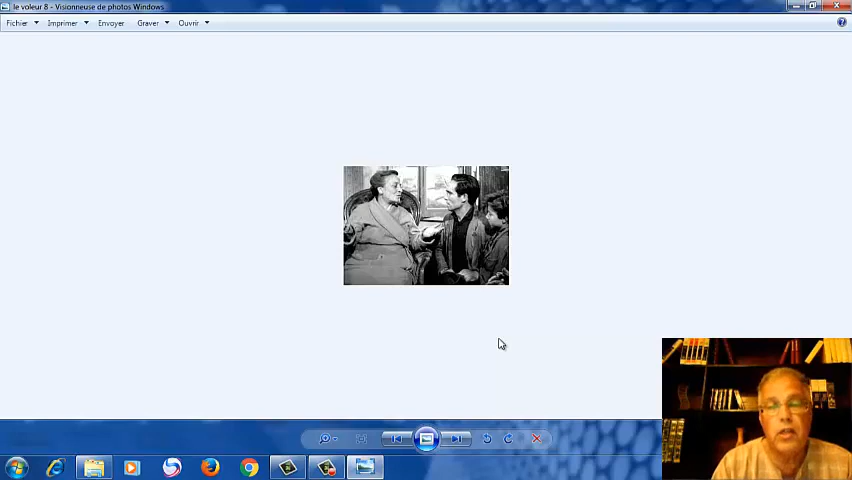 le voleur 8 - Visionneuse de photos Windows
Fichier Imprimer Envoyer Graver Ouvrir